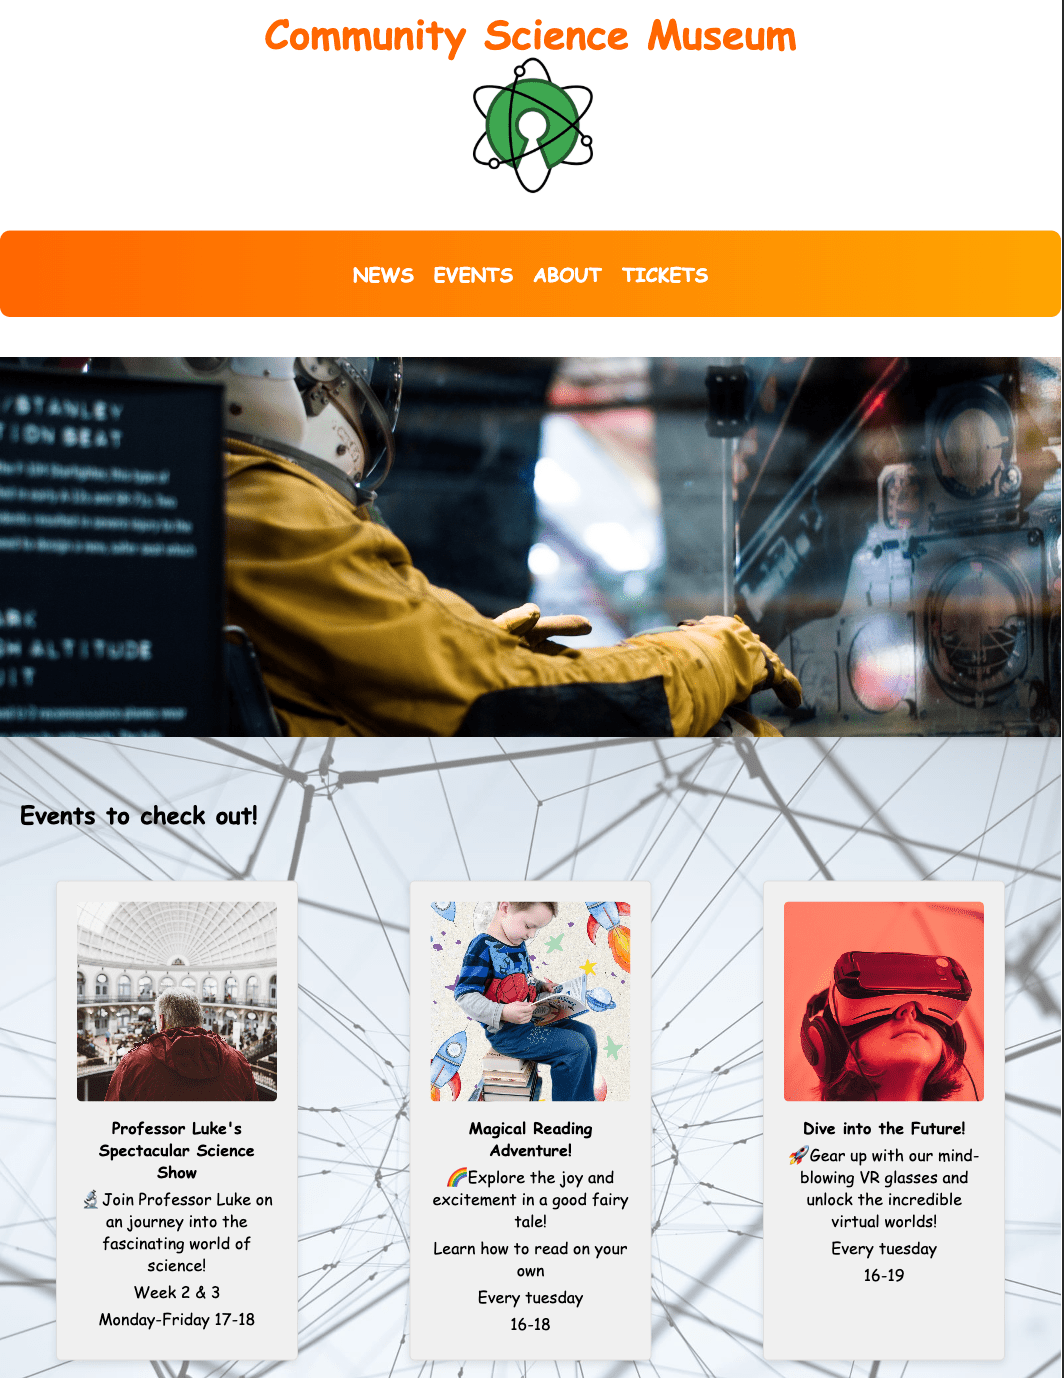 Community Science Museum
NEWS EVENTS ABOUT TICKETS
/STANLEY
TION SEAT
HIGH ALTITUDE
Events to check out!
Professor Luke's
Spectacular Science
Show
🔬Join Professor Luke on
an journey into the
fascinating world of
science!
Week 2 & 3
Monday-Friday 17-18
Magical Reading
Adventure!
🌈Explore the joy and
excitement in a good fairy
tale!
Learn how to read on your
own
Every tuesday
16-18
Dive into the Future!
🚀Gear up with our mind-
blowing VR glasses and
unlock the incredible
virtual worlds!
Every tuesday
16-19